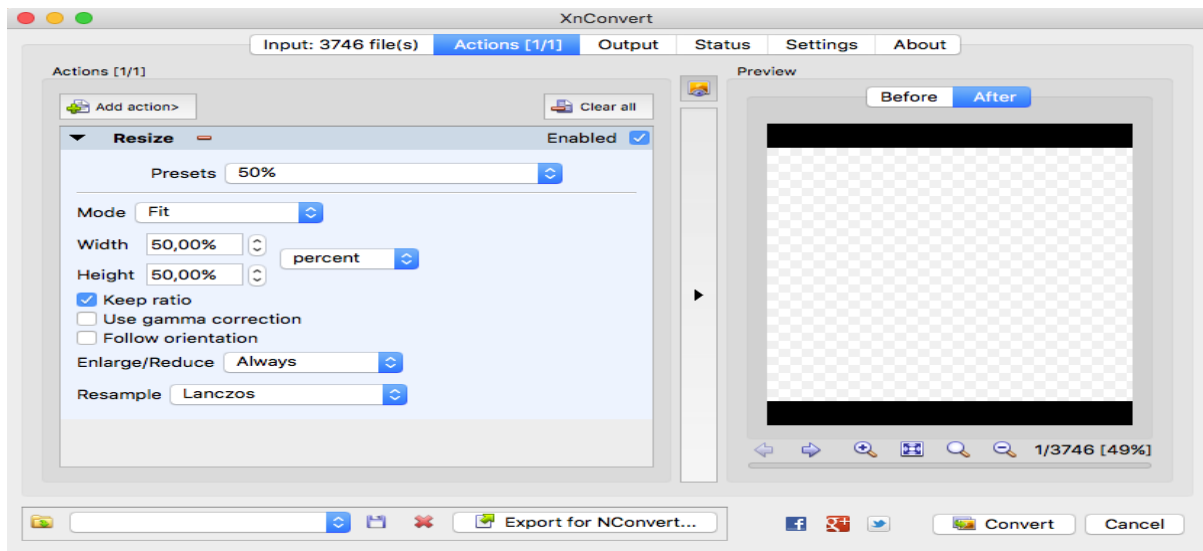 XnConvert
Input: 3746 file(s) Actions [1/1] Output Status Settings About
Actions [1/1]
Add action>
Clear all
Resize
Enabled
Presets 50%
Mode Fit
Width 50,00%
percent
Height 50,00%
Keep ratio
Use gamma correction
Follow orientation
Enlarge/Reduce Always
Resample Lanczos
Preview
Before After
1/3746 [49%]
Export for NConvert...
f
g+
Convert
Cancel